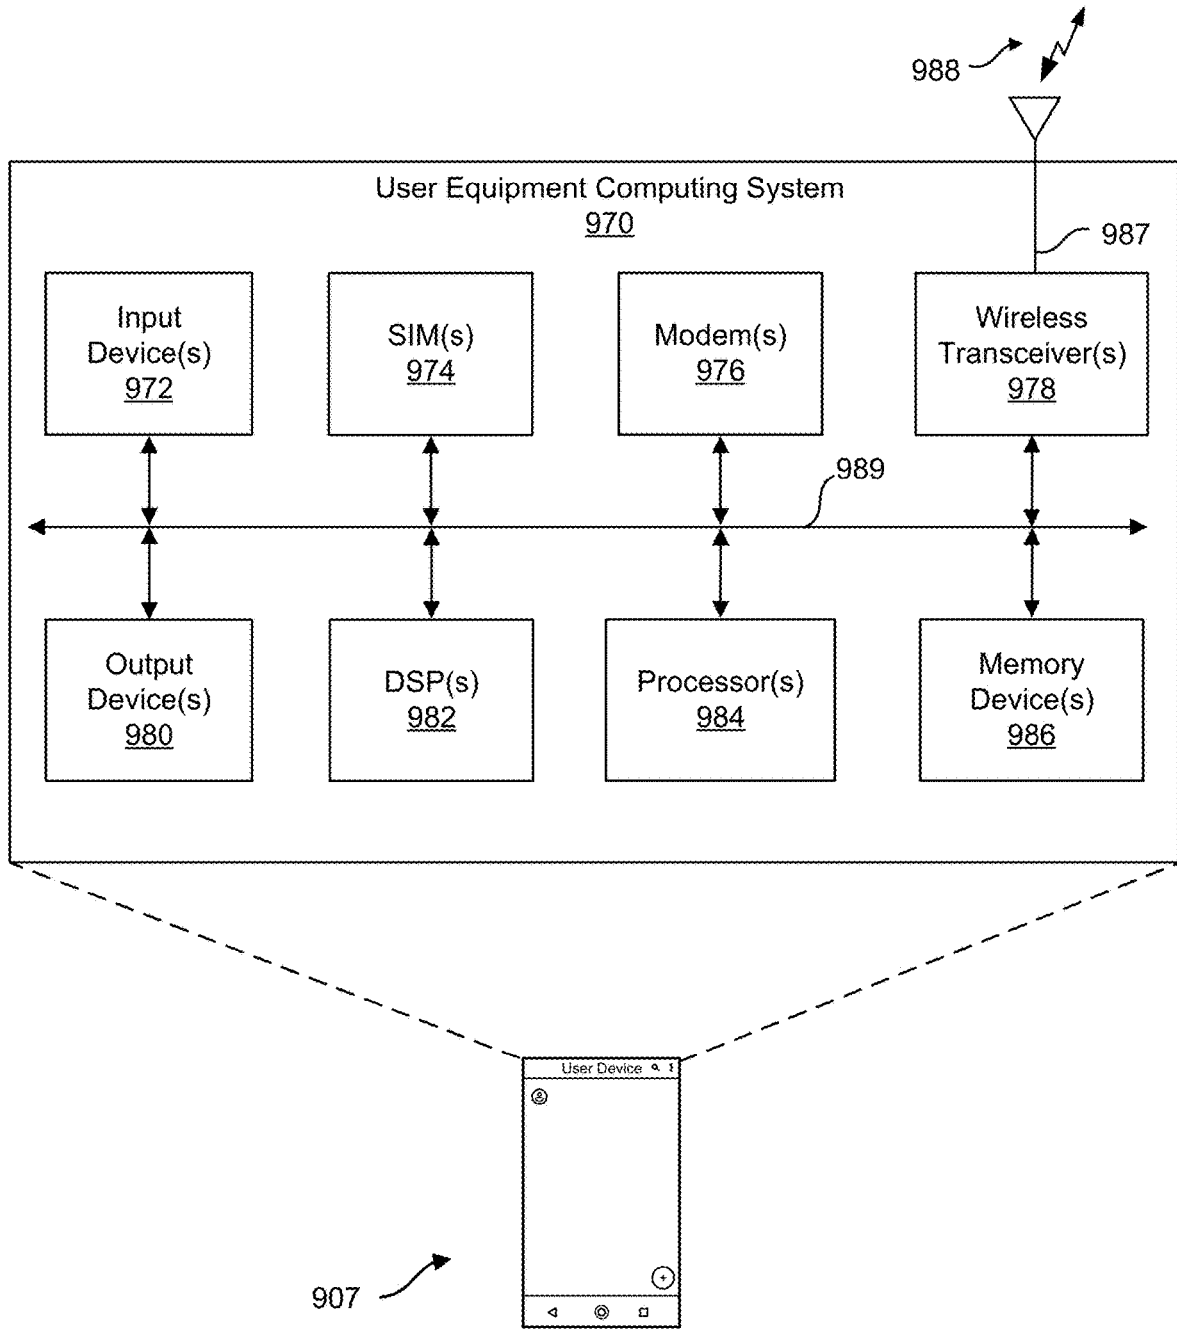 988
User Equipment Computing System
970
987
Input
Device(s)
972
SIM(s)
974
Modem(s)
976
Wireless
Transceiver(s)
978
989
Output
Device(s)
980
DSP(s)
982
Processor(s)
984
Memory
Device(s)
986
User Device
907